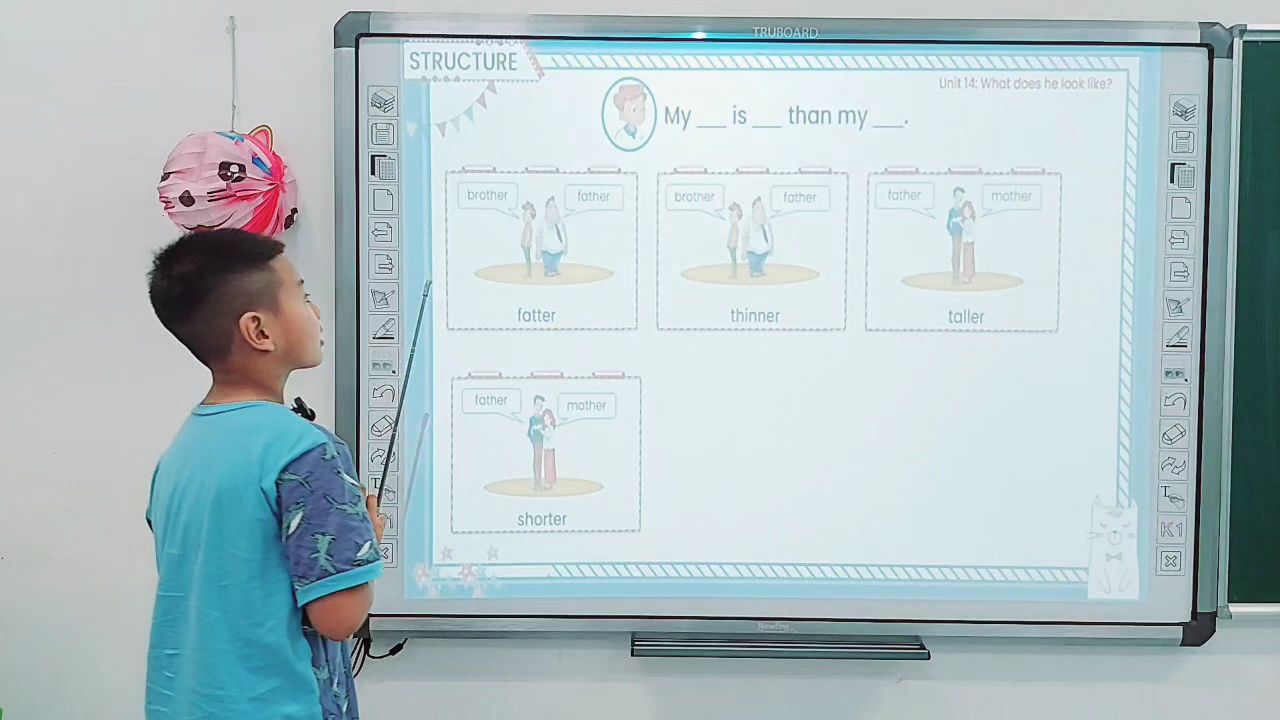 TRUBOARD
STRUCTURE
Unit 14: What does he look like?
My ___ is ___ than my ___.
brother
father
fatter
brother
father
thinner
father
mother
taller
father
mother
shorter
K1